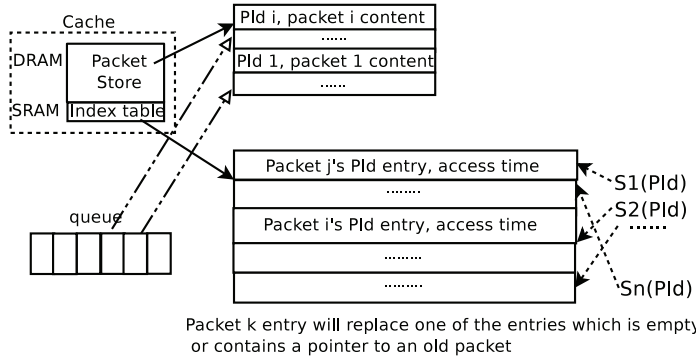 Cache
DRAM
Packet
Store
SRAM
Index table
PId i, packet i content
......
PId 1, packet 1 content
......
queue
Packet j's PId entry, access time
........
Packet i's PId entry, access time
.........
.........
S1(PId)
S2(PId)
......
Sn(PId)
Packet k entry will replace one of the entries which is empty
or contains a pointer to an old packet